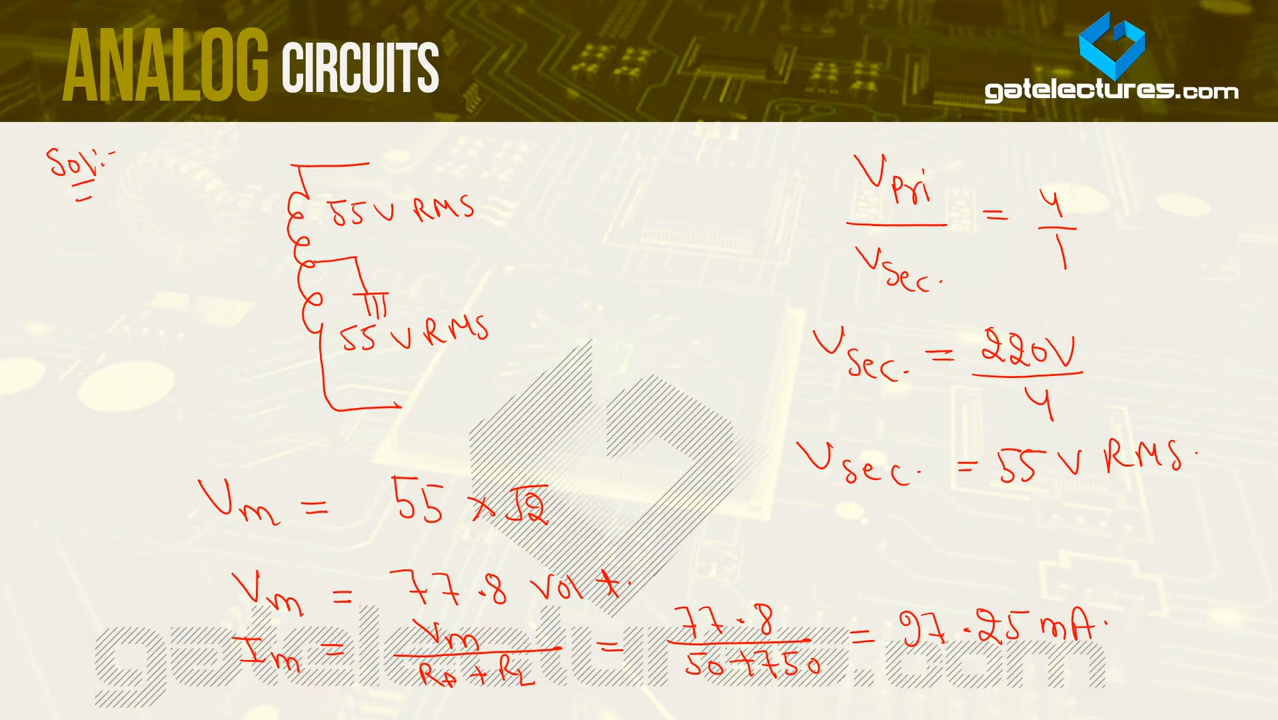 ANALOG CIRCUITS
gatelectures.com
Sol:-
55 V RMS
55 V RMS
Vpri / Vsec. = 4 / 1
Vsec. = 220V / 4
Vsec. = 55 V RMS.
Vm = 55 × √2
Vm = 77.8 Volt.
Im = Vm / RF + RL = 77.8 / 50+750 = 97.25 mA.
gatelectures.com